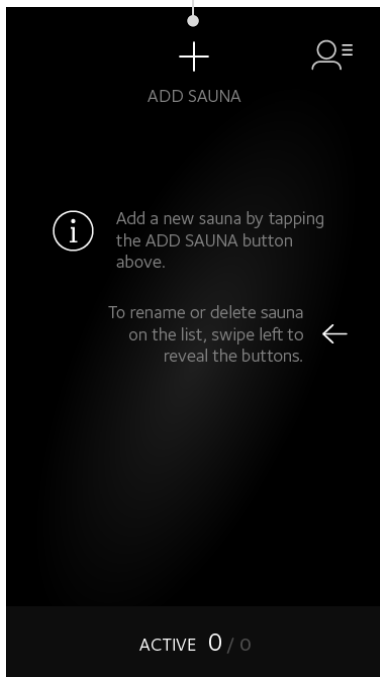 ADD SAUNA
i
Add a new sauna by tapping
the ADD SAUNA button
above.
To rename or delete sauna
on the list, swipe left to
reveal the buttons.
ACTIVE 0 / 0